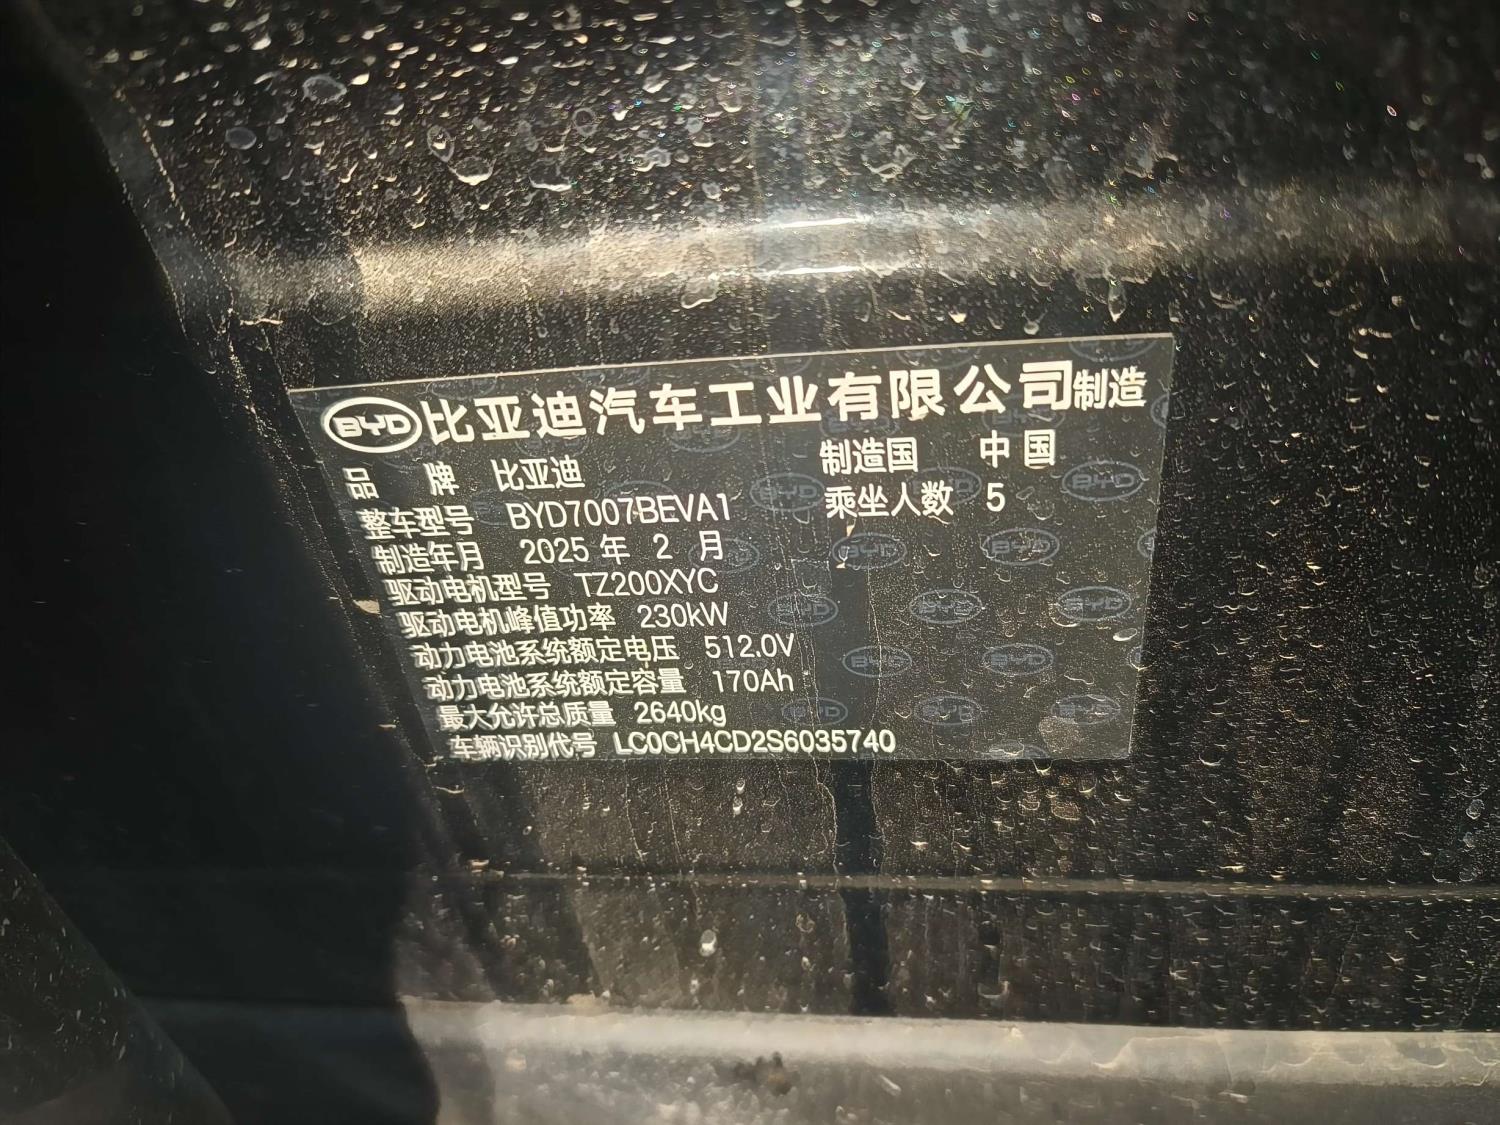 BYD比亚迪汽车工业有限公司制造
品 牌 比亚迪 制造国 中国
整车型号 BYD7007BEVA1 乘坐人数 5
制造年月 2025 年 2 月
驱动电机型号 TZ200XYC
驱动电机峰值功率 230kW
动力电池系统额定电压 512.0V
动力电池系统额定容量 170Ah
最大允许总质量 2640kg
车辆识别代号 LC0CH4CD2S6035740